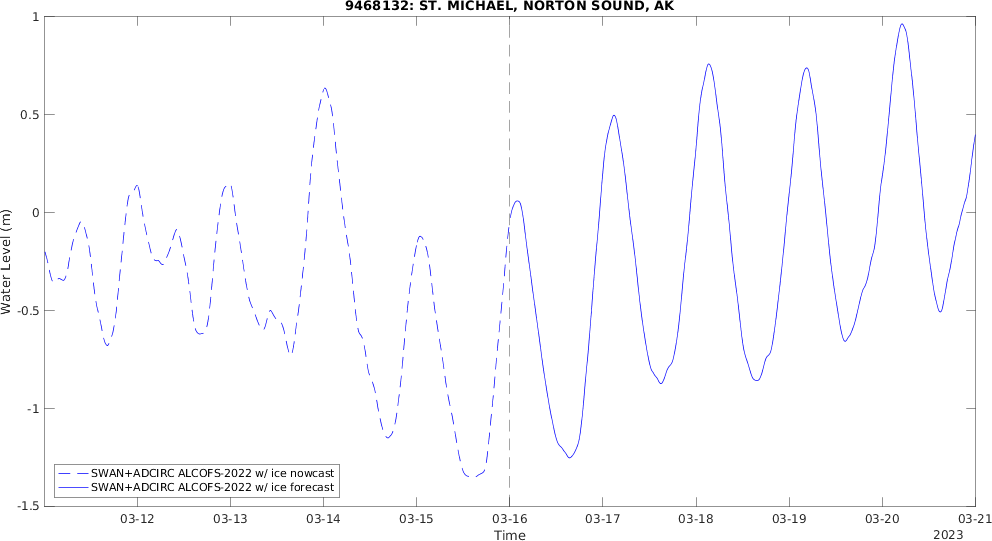 9468132: ST. MICHAEL, NORTON SOUND, AK
1
0.5
0
-0.5
-1
-1.5
Water Level (m)
SWAN+ADCIRC ALCOFS-2022 w/ ice nowcast
SWAN+ADCIRC ALCOFS-2022 w/ ice forecast
03-12 03-13 03-14 03-15 03-16 03-17 03-18 03-19 03-20 03-21
Time
2023